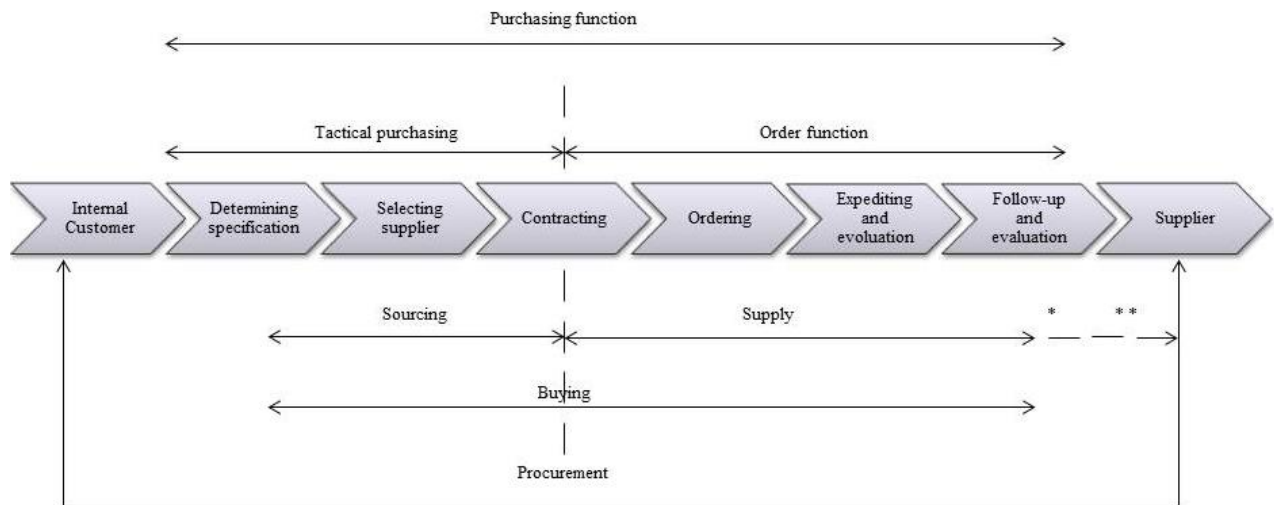 Purchasing function
Tactical purchasing
Order function
Internal
Customer
Determining
specification
Selecting
supplier
Contracting
Ordering
Expediting
and
evoluation
Follow-up
and
evaluation
Supplier
Sourcing
Supply
*
* *
Buying
Procurement